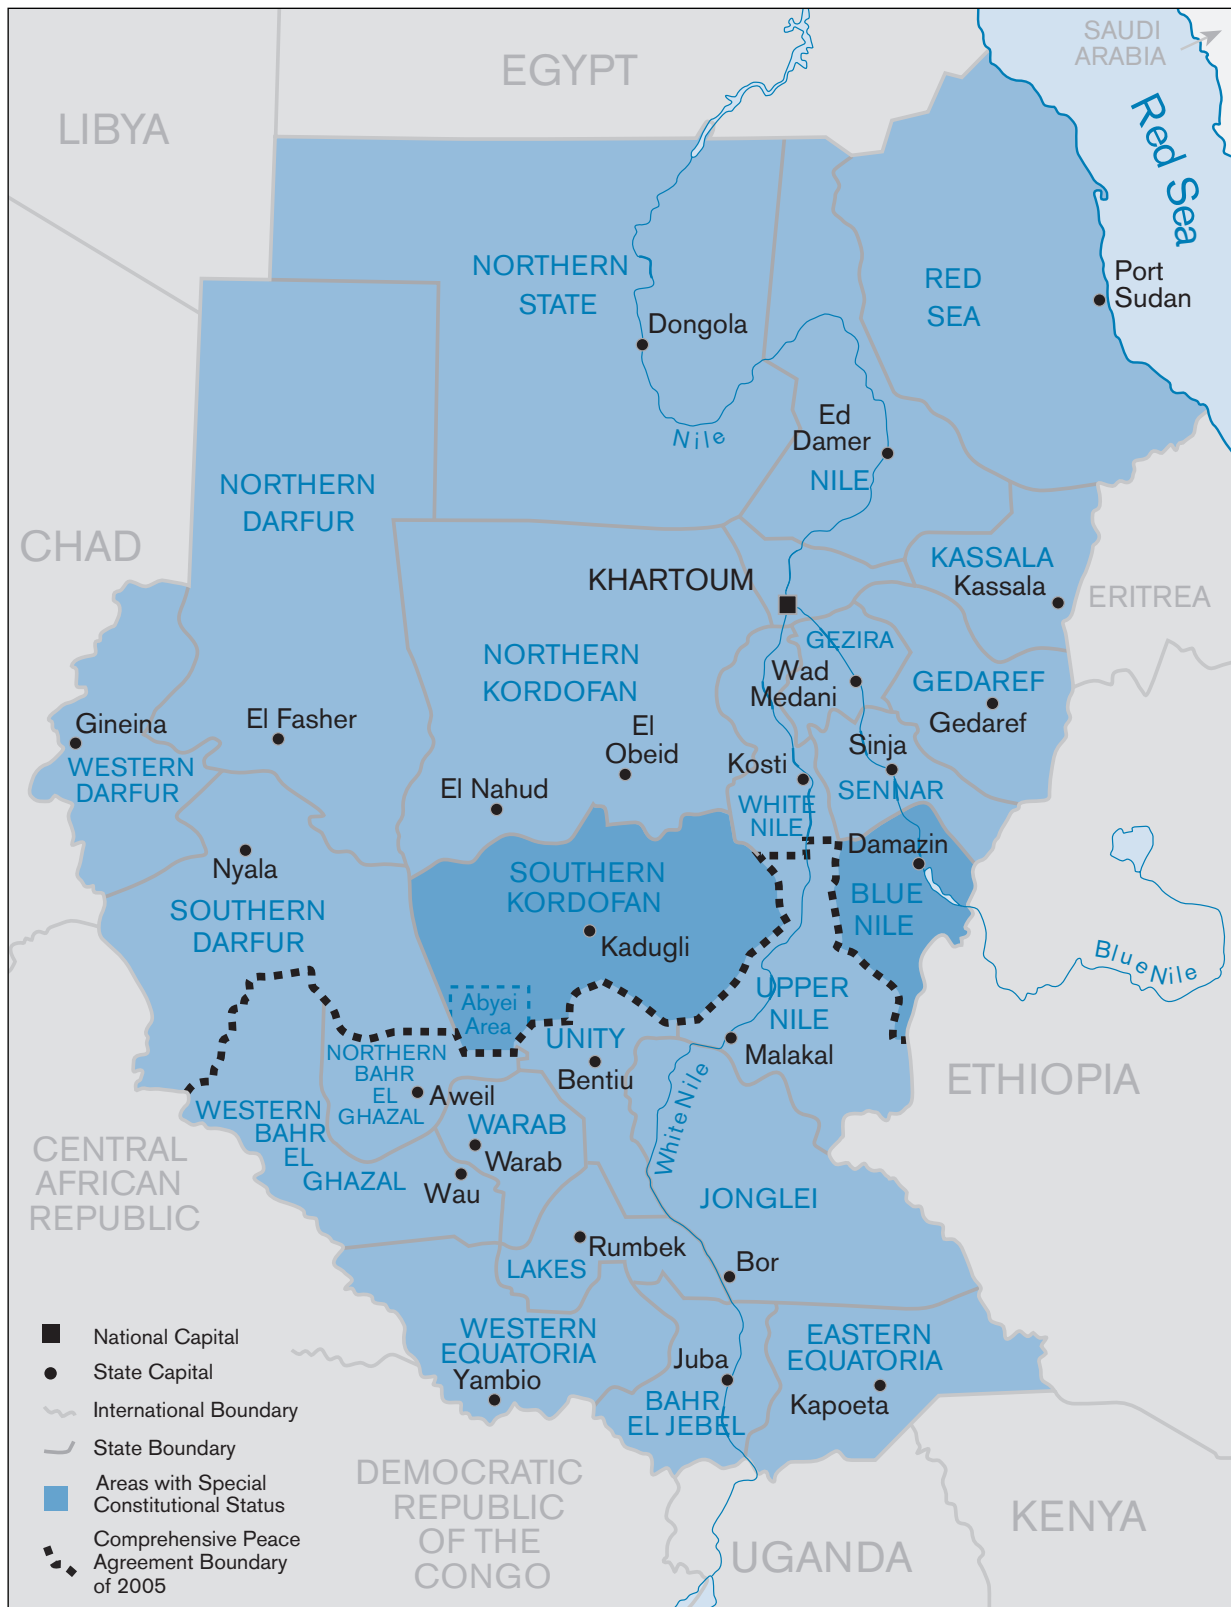 SAUDI
ARABIA
EGYPT
LIBYA
Red Sea
NORTHERN
STATE
RED
SEA
Port
Sudan
Dongola
Ed
Damer
Nile
NILE
NORTHERN
DARFUR
CHAD
KASSALA
Kassala
KHARTOUM
ERITREA
GEZIRA
NORTHERN
KORDOFAN
Wad
Medani
GEDAREF
Gedaref
Gineina
El Fasher
El
Obeid
Sinja
WESTERN
DARFUR
Kosti
El Nahud
SENNAR
WHITE
NILE
Damazin
Nyala
SOUTHERN
KORDOFAN
BLUE
NILE
SOUTHERN
DARFUR
Kadugli
Blue Nile
Abyei
Area
UPPER
NILE
UNITY
Malakal
NORTHERN
BAHR
EL
GHAZAL
Bentiu
White Nile
ETHIOPIA
Aweil
WESTERN
BAHR
EL
GHAZAL
WARAB
Warab
CENTRAL
AFRICAN
REPUBLIC
Wau
JONGLEI
Rumbek
LAKES
Bor
WESTERN
EQUATORIA
EASTERN
EQUATORIA
Juba
Yambio
BAHR
EL JEBEL
Kapoeta
DEMOCRATIC
REPUBLIC
OF THE
CONGO
UGANDA
KENYA
National Capital
State Capital
International Boundary
State Boundary
Areas with Special
Constitutional Status
Comprehensive Peace
Agreement Boundary
of 2005